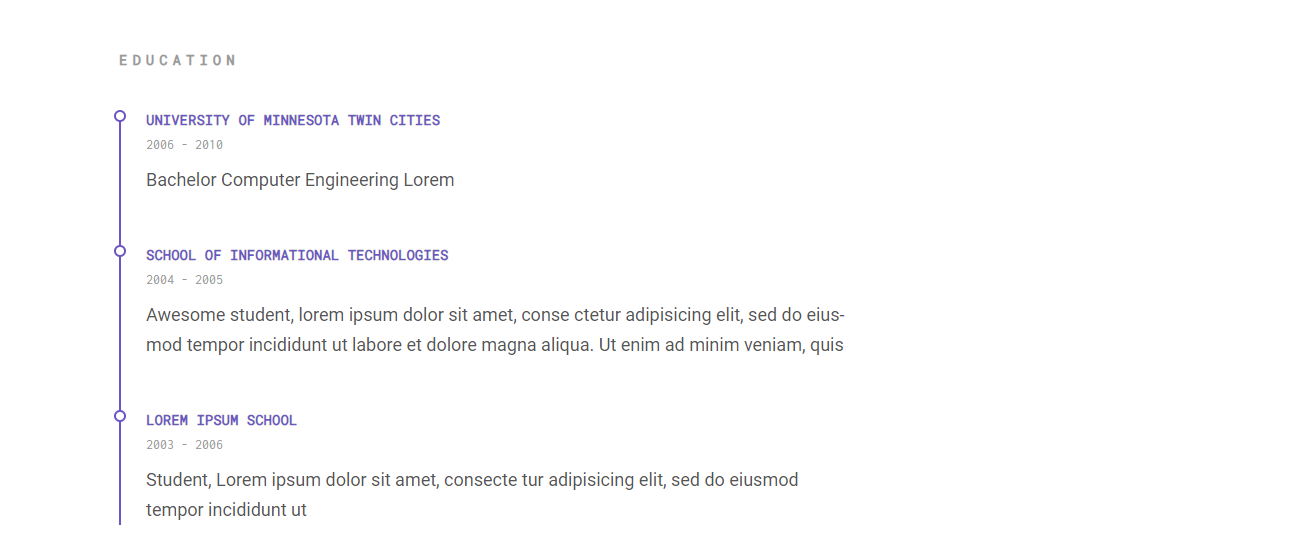 EDUCATION
UNIVERSITY OF MINNESOTA TWIN CITIES
2006 - 2010
Bachelor Computer Engineering Lorem
SCHOOL OF INFORMATIONAL TECHNOLOGIES
2004 - 2005
Awesome student, lorem ipsum dolor sit amet, conse ctetur adipisicing elit, sed do eius-
mod tempor incididunt ut labore et dolore magna aliqua. Ut enim ad minim veniam, quis
LOREM IPSUM SCHOOL
2003 - 2006
Student, Lorem ipsum dolor sit amet, consecte tur adipisicing elit, sed do eiusmod
tempor incididunt ut